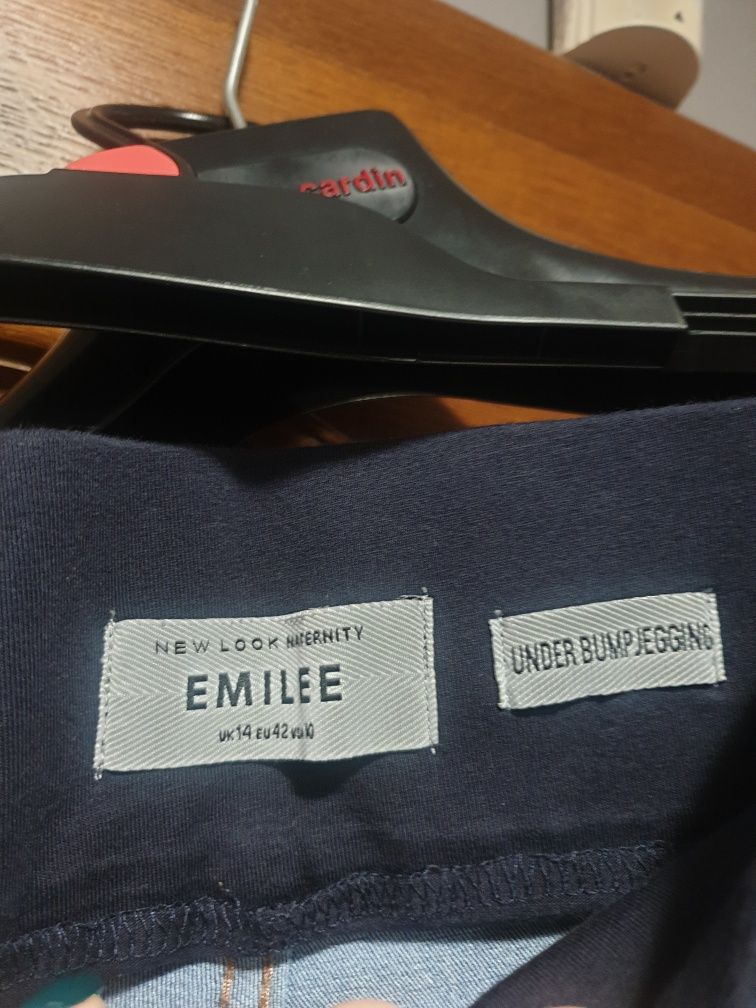 cardin
NEW LOOK MATERNITY
EMILEE
UK14 EU42 US10
UNDER BUMP JEGGING